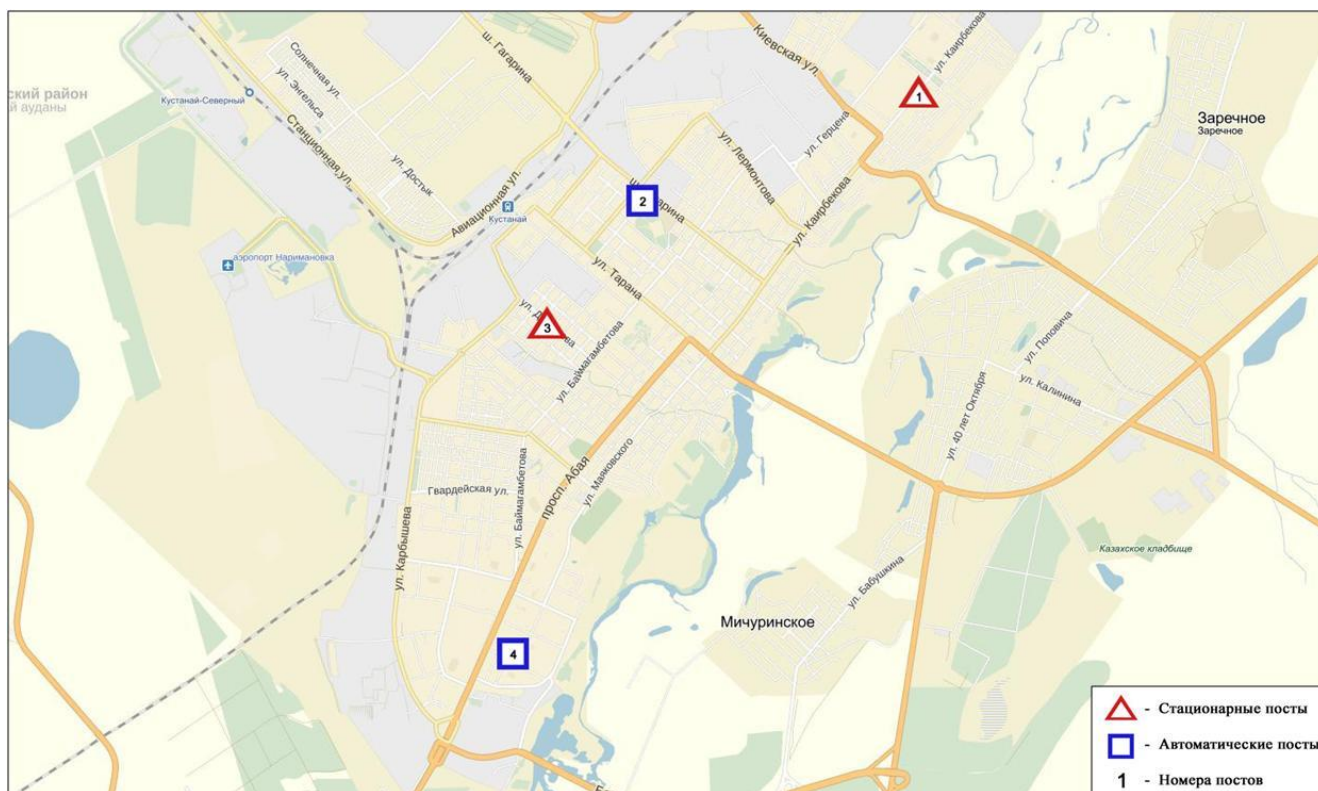 ский район
й ауданы
Кустанай-Северный
Солнечная ул.
ул. Энгельса
Станционная ул.
ул. Достык
Авиационная ул.
ш. Гагарина
Киевская ул.
ул. Каирбекова
1
Заречное
Заречное
ул. Герцена
ул. Лермонтова
ул. Каирбекова
2
Кустанай
аэропорт Наримановка
ул. Тарана
3
ул. Баймагамбетова
ул. Поповича
ул. Калинина
ул. 40 лет Октября
просп. Абая
ул. Маяковского
Гвардейская ул.
ул. Баймагамбетова
ул. Карбышева
Казахское кладбище
ул. Бабушкина
Мичуринское
4
- Стационарные посты
- Автоматические посты
1 - Номера постов